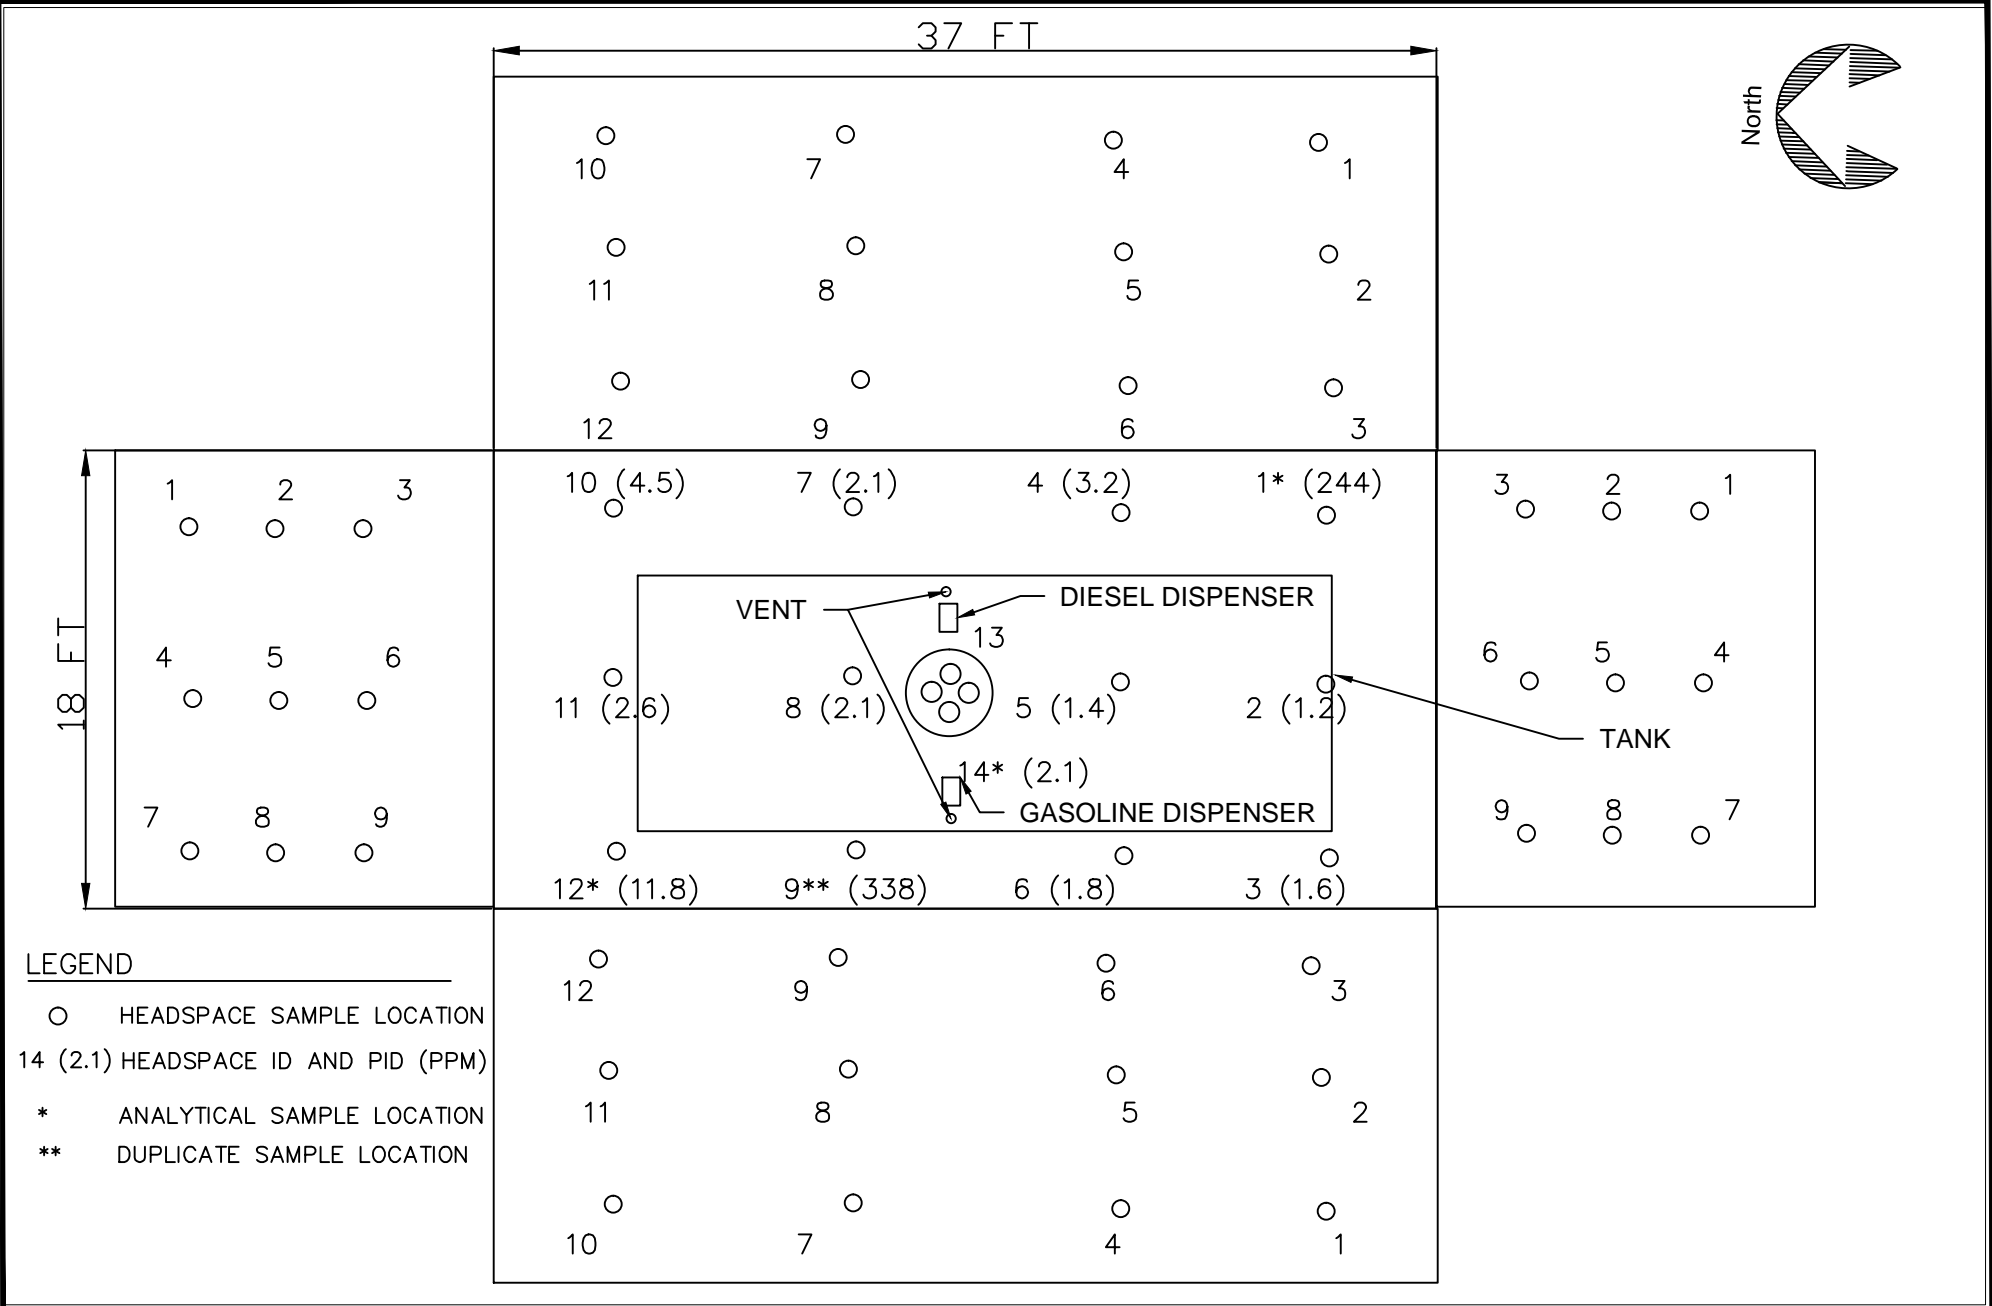 37 FT
North
10 7 4 1
11 8 5 2
12 9 6 3
10 (4.5) 7 (2.1) 4 (3.2) 1* (244)
1 2 3
3 2 1
VENT
DIESEL DISPENSER
13
18 FT
4 5 6
6 5 4
11 (2.6) 8 (2.1) 5 (1.4) 2 (1.2)
TANK
14* (2.1)
GASOLINE DISPENSER
7 8 9
9 8 7
12* (11.8) 9** (338) 6 (1.8) 3 (1.6)
12 9 6 3
11 8 5 2
10 7 4 1
LEGEND
HEADSPACE SAMPLE LOCATION
14 (2.1) HEADSPACE ID AND PID (PPM)
* ANALYTICAL SAMPLE LOCATION
** DUPLICATE SAMPLE LOCATION